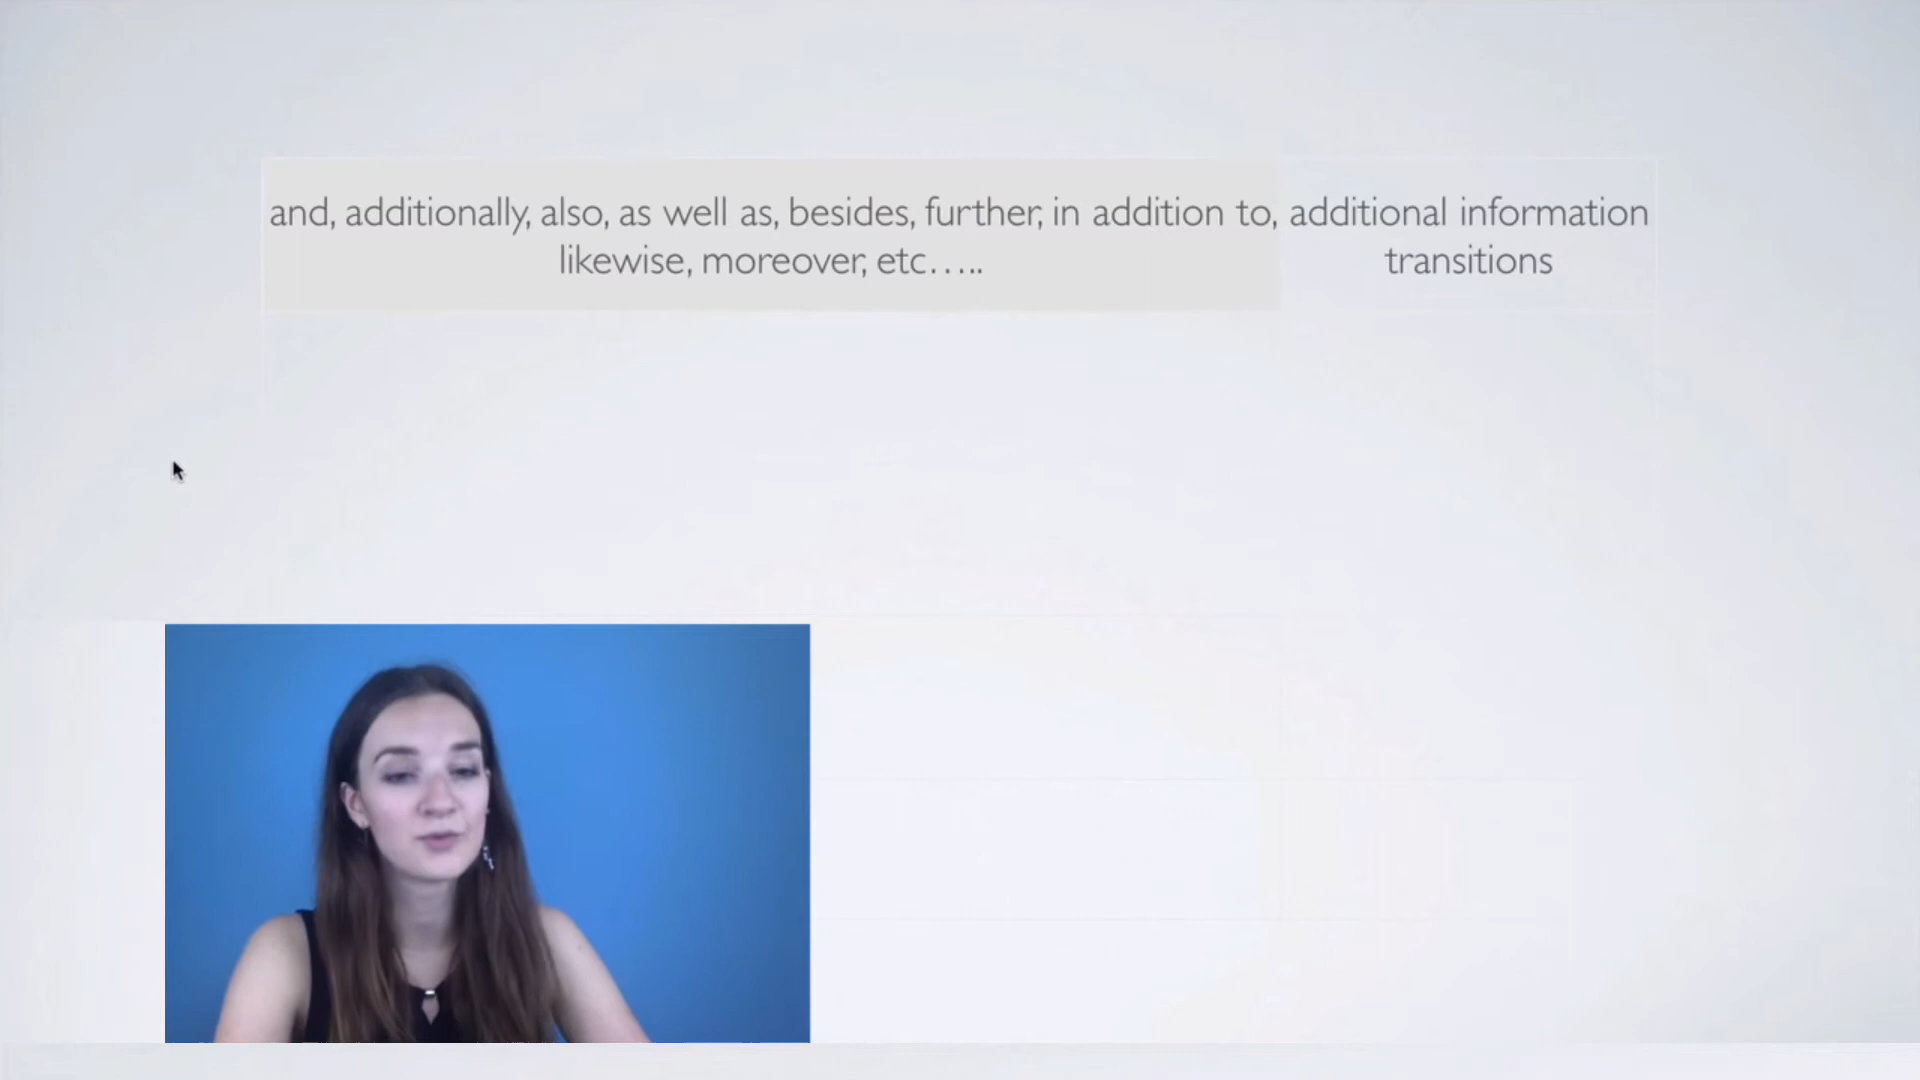 and, additionally, also, as well as, besides, further, in addition to,
likewise, moreover, etc…..
additional information
transitions